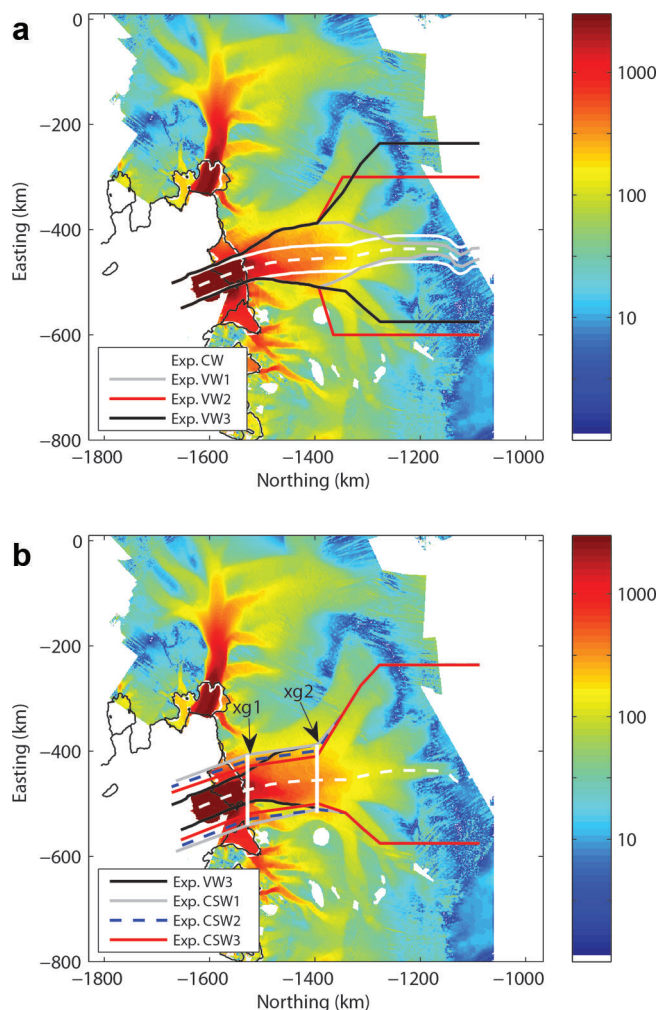 a
0
−200
−400
−600
−800
Easting (km)
Exp. CW
Exp. VW1
Exp. VW2
Exp. VW3
−1800
−1600
−1400
−1200
−1000
Northing (km)
1000
100
10
b
0
−200
−400
−600
−800
Easting (km)
xg1
xg2
Exp. VW3
Exp. CSW1
Exp. CSW2
Exp. CSW3
−1800
−1600
−1400
−1200
−1000
Northing (km)
1000
100
10